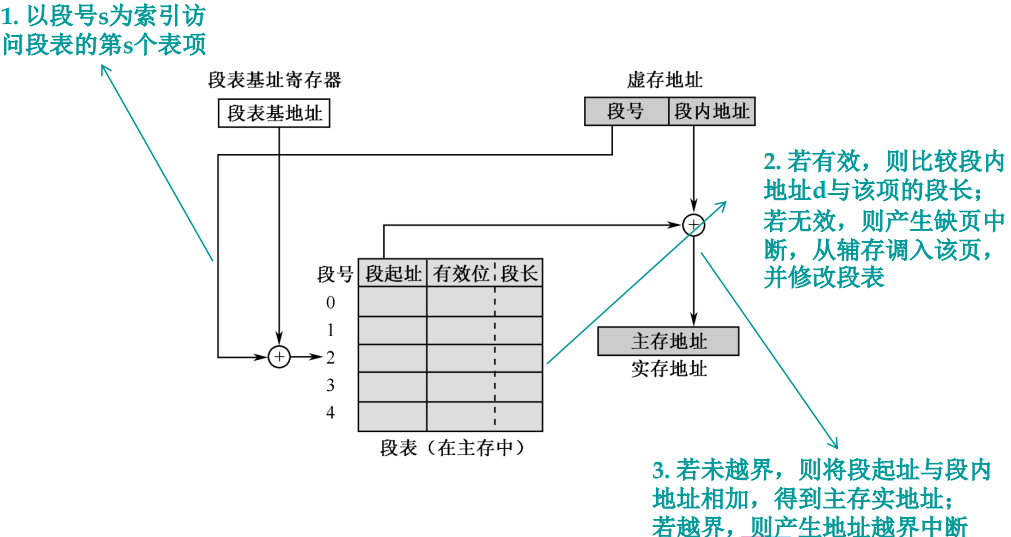 1. 以段号s为索引访
问段表的第s个表项
段表基址寄存器
段表基地址
虚存地址
段号 段内地址
2. 若有效，则比较段内
地址d与该项的段长；
若无效，则产生缺页中
断，从辅存调入该页，
并修改段表
+
段号 段起址 有效位 段长
0
1
+ 2
3
4
段表（在主存中）
主存地址
实存地址
3. 若未越界，则将段起址与段内
地址相加，得到主存实地址；
若越界，则产生地址越界中断